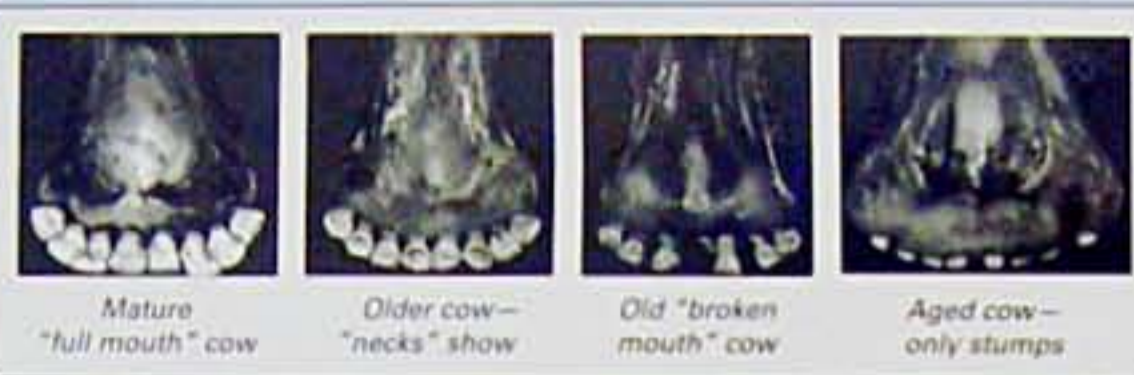 Mature
"full mouth" cow
Older cow—
"necks" show
Old "broken
mouth" cow
Aged cow—
only stumps